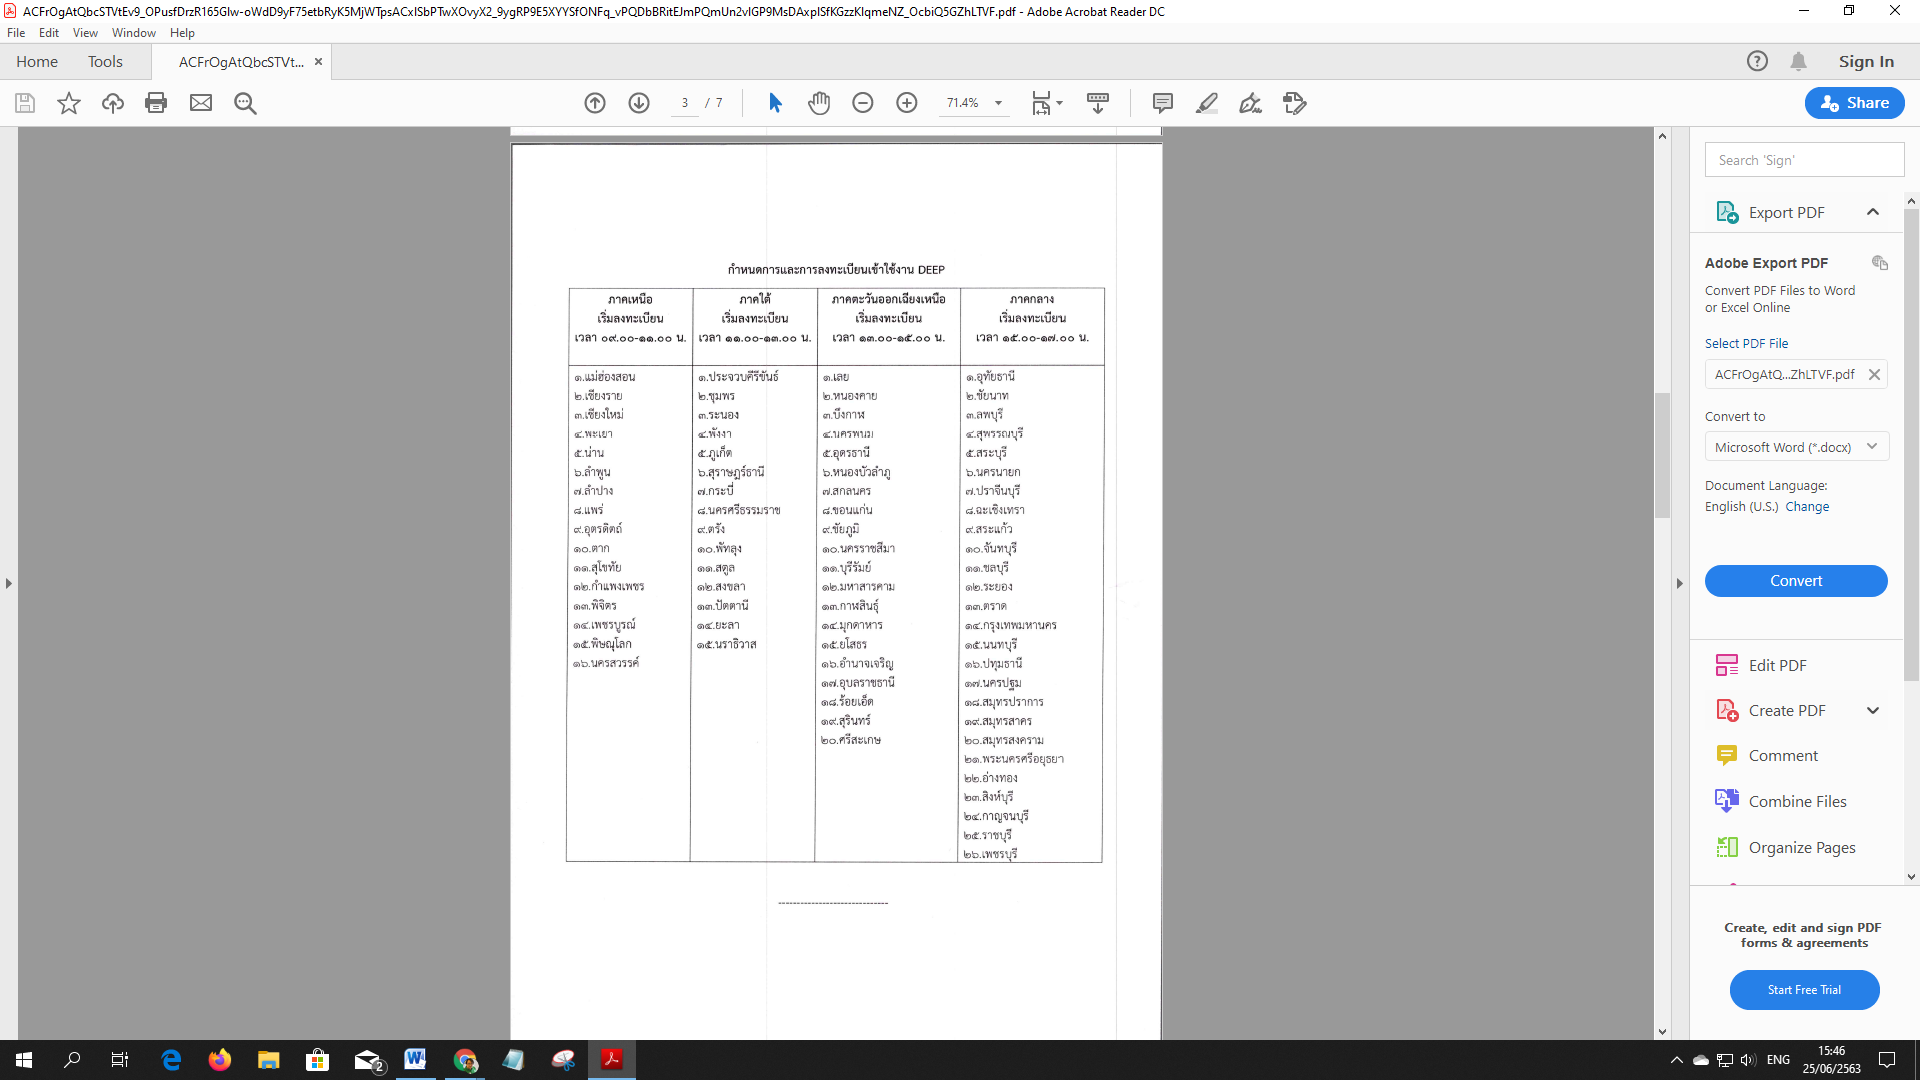 ACFrOgAtQbcSTVtEv9_OPusfDrzR165Glw-oWdD9yF75etbRyK5MjWTpsACxISbPTwXOvyX2_9ygRP9E5XYYSfONFq_vPQDbBRitEJmPQmUn2vIGP9MsDAxpISfKGzzKIqmeNZ_OcbiQ5GZhLTVF.pdf - Adobe Acrobat Reader DC
File Edit View Window Help
Home Tools ACFrOgAtQbcSTVt... Sign In
3 / 7 71.4% Share
กำหนดการและการลงทะเบียนเข้าใช้งาน DEEP
ภาคเหนือ
เริ่มลงทะเบียน
เวลา ๐๙.๐๐-๑๑.๐๐ น.
๑.แม่ฮ่องสอน
๒.เชียงราย
๓.เชียงใหม่
๔.พะเยา
๕.น่าน
๖.ลำพูน
๗.ลำปาง
๘.แพร่
๙.อุตรดิตถ์
๑๐.ตาก
๑๑.สุโขทัย
๑๒.กำแพงเพชร
๑๓.พิจิตร
๑๔.เพชรบูรณ์
๑๕.พิษณุโลก
๑๖.นครสวรรค์
ภาคใต้
เริ่มลงทะเบียน
เวลา ๑๑.๐๐-๑๓.๐๐ น.
๑.ประจวบคีรีขันธ์
๒.ชุมพร
๓.ระนอง
๔.พังงา
๕.ภูเก็ต
๖.สุราษฎร์ธานี
๗.กระบี่
๘.นครศรีธรรมราช
๙.ตรัง
๑๐.พัทลุง
๑๑.สตูล
๑๒.สงขลา
๑๓.ปัตตานี
๑๔.ยะลา
๑๕.นราธิวาส
ภาคตะวันออกเฉียงเหนือ
เริ่มลงทะเบียน
เวลา ๑๓.๐๐-๑๕.๐๐ น.
๑.เลย
๒.หนองคาย
๓.บึงกาฬ
๔.นครพนม
๕.อุดรธานี
๖.หนองบัวลำภู
๗.สกลนคร
๘.ขอนแก่น
๙.ชัยภูมิ
๑๐.นครราชสีมา
๑๑.บุรีรัมย์
๑๒.มหาสารคาม
๑๓.กาฬสินธุ์
๑๔.มุกดาหาร
๑๕.ยโสธร
๑๖.อำนาจเจริญ
๑๗.อุบลราชธานี
๑๘.ร้อยเอ็ด
๑๙.สุรินทร์
๒๐.ศรีสะเกษ
ภาคกลาง
เริ่มลงทะเบียน
เวลา ๑๕.๐๐-๑๗.๐๐ น.
๑.อุทัยธานี
๒.ชัยนาท
๓.ลพบุรี
๔.สุพรรณบุรี
๕.สระบุรี
๖.นครนายก
๗.ปราจีนบุรี
๘.ฉะเชิงเทรา
๙.สระแก้ว
๑๐.จันทบุรี
๑๑.ชลบุรี
๑๒.ระยอง
๑๓.ตราด
๑๔.กรุงเทพมหานคร
๑๕.นนทบุรี
๑๖.ปทุมธานี
๑๗.นครปฐม
๑๘.สมุทรปราการ
๑๙.สมุทรสาคร
๒๐.สมุทรสงคราม
๒๑.พระนครศรีอยุธยา
๒๒.อ่างทอง
๒๓.สิงห์บุรี
๒๔.กาญจนบุรี
๒๕.ราชบุรี
๒๖.เพชรบุรี
------------------------------
Search 'Sign'
Export PDF
Adobe Export PDF
Convert PDF Files to Word
or Excel Online
Select PDF File
ACFrOgAtQ...ZhLTVF.pdf
Convert to
Microsoft Word (*.docx)
Document Language:
English (U.S.) Change
Convert
Edit PDF
Create PDF
Comment
Combine Files
Organize Pages
Create, edit and sign PDF
forms & agreements
Start Free Trial
2
ENG
15:46
25/06/2563